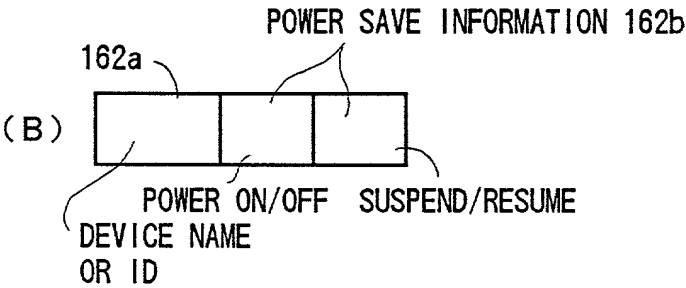 POWER SAVE INFORMATION 162b
162a
(B)
POWER ON/OFF SUSPEND/RESUME
DEVICE NAME
OR ID